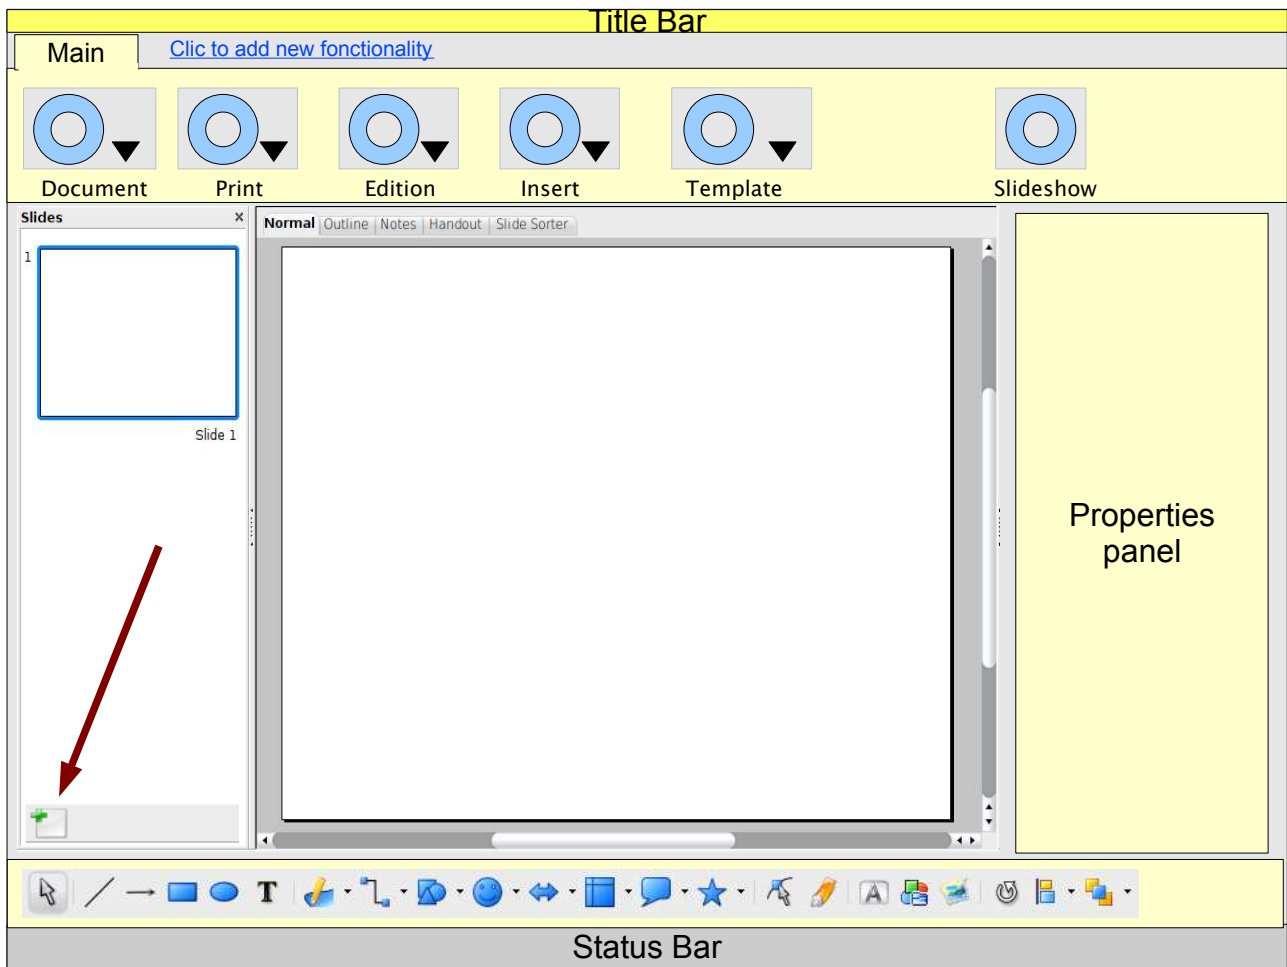 Title Bar
Main
Clic to add new fonctionality
Document Print Edition Insert Template Slideshow
Slides x
Normal Outline Notes Handout Slide Sorter
1
Slide 1
Properties
panel
T
A
Status Bar